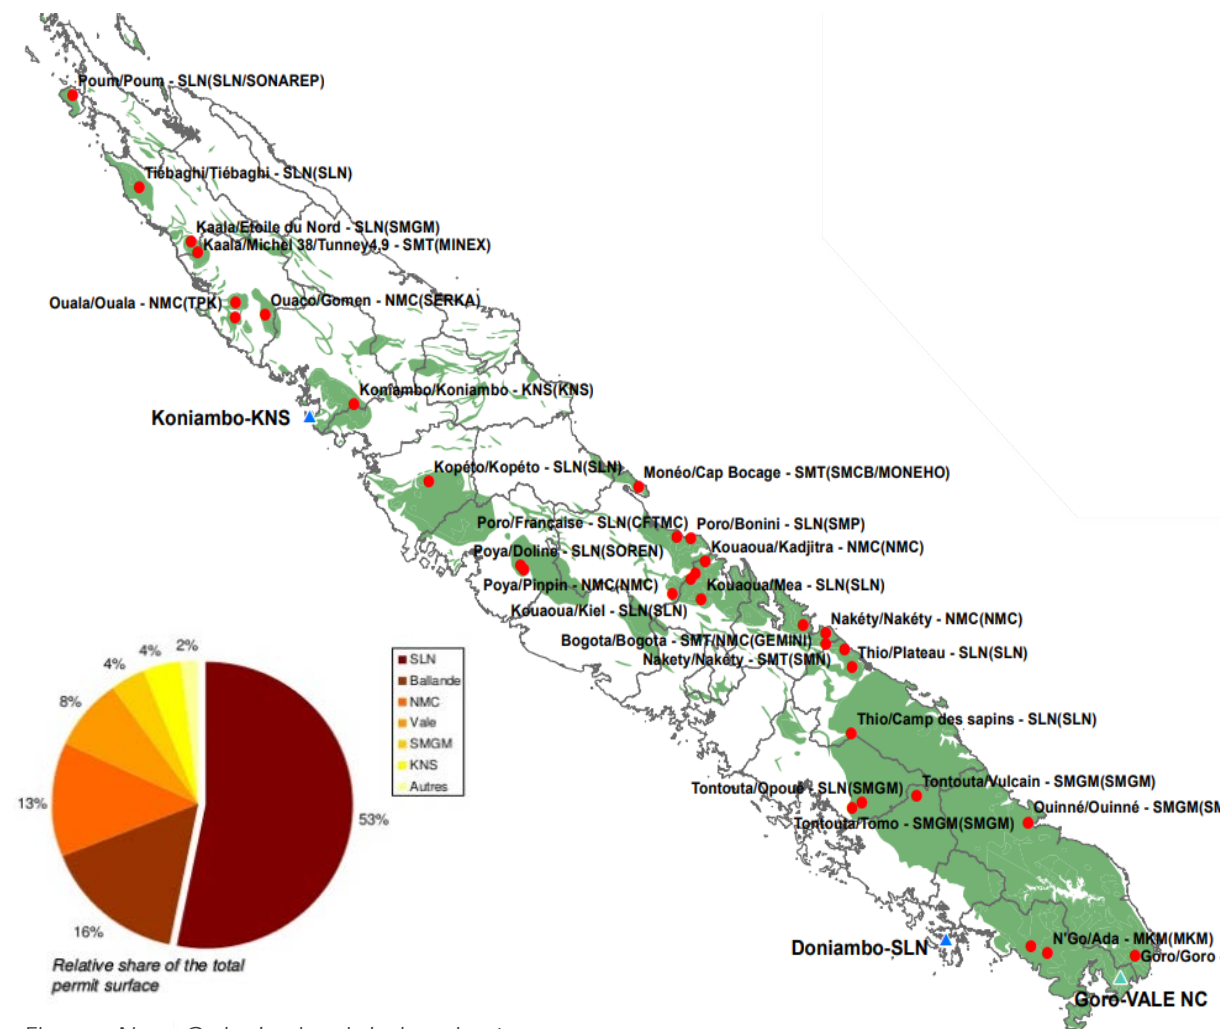 Poum/Poum - SLN(SLN/SONAREP)
Tiébaghi/Tiébaghi - SLN(SLN)
Kaala/Etoile du Nord - SLN(SMGM)
Kaala/Michel 38/Tunney4,9 - SMT(MINEX)
Ouala/Ouala - NMC(TPK)
Ouaco/Gomen - NMC(SERKA)
Koniambo/Koniambo - KNS(KNS)
Koniambo-KNS
Kopéto/Kopéto - SLN(SLN)
Monéo/Cap Bocage - SMT(SMCB/MONEHO)
Poro/Française - SLN(CFTMC)
Poro/Bonini - SLN(SMP)
Poya/Doline - SLN(SOREN)
Kouaoua/Kadjitra - NMC(NMC)
Poya/Pinpin - NMC(NMC)
Kouaoua/Mea - SLN(SLN)
Kouaoua/Kiel - SLN(SLN)
Nakéty/Nakéty - NMC(NMC)
Bogota/Bogota - SMT/NMC(GEMINI)
Thio/Plateau - SLN(SLN)
Nakety/Nakéty - SMT(SMN)
Thio/Camp des sapins - SLN(SLN)
Tontouta/Opoué - SLN(SMGM)
Tontouta/Vulcain - SMGM(SMGM)
Ouinné/Ouinné - SMGM(SM
Tontouta/Tomo - SMGM(SMGM)
N'Go/Ada - MKM(MKM)
Doniambo-SLN
Goro/Goro
Goro-VALE NC
2%
4%
4%
8%
13%
16%
53%
SLN
Ballande
NMC
Vale
SMGM
KNS
Autres
Relative share of the total
permit surface